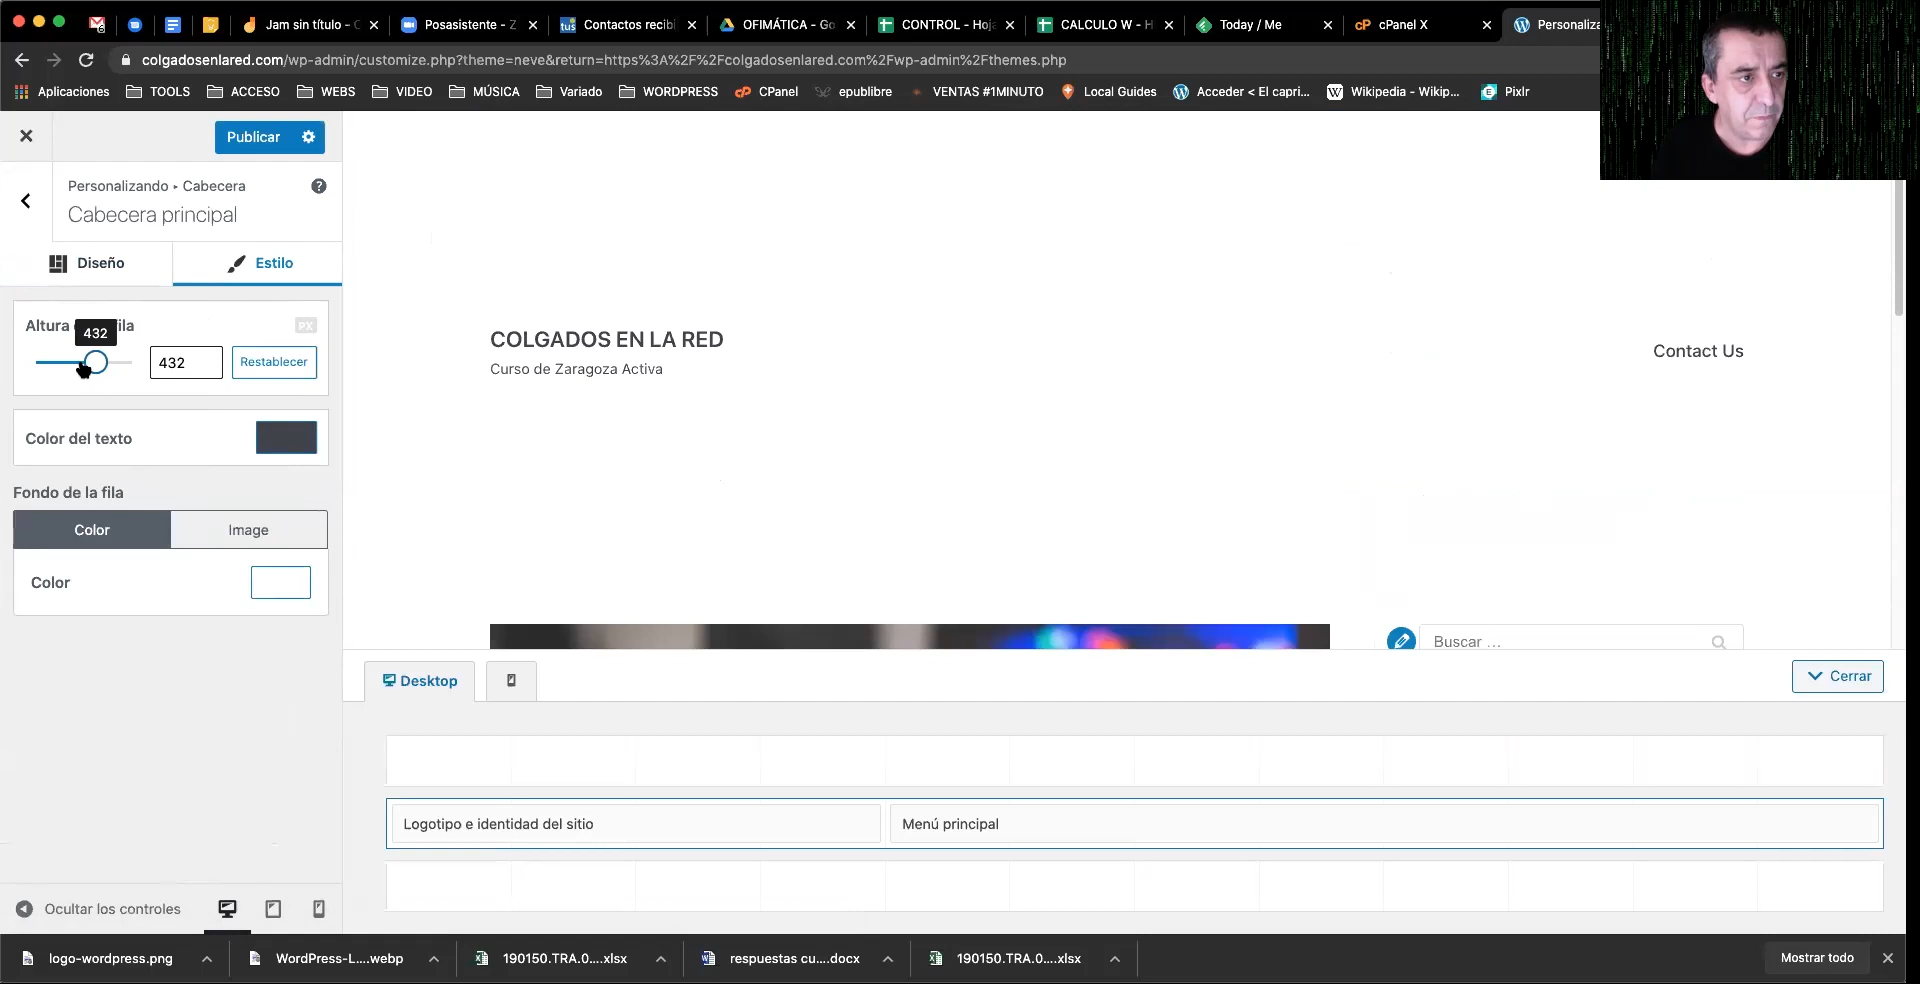 Jam sin título - C
Posasistente - Z
Contactos recibi
OFIMÁTICA - Go
CONTROL - Hoja
CALCULO W - H
Today / Me
cPanel X
Personaliza
colgadosenlared.com/wp-admin/customize.php?theme=neve&return=https%3A%2F%2Fcolgadosenlared.com%2Fwp-admin%2Fthemes.php
Aplicaciones
TOOLS
ACCESO
WEBS
VIDEO
MÚSICA
Variado
WORDPRESS
CPanel
epublibre
VENTAS #1MINUTO
Local Guides
Acceder < El capri...
Wikipedia - Wikip...
Pixlr
Publicar
Personalizando ▸ Cabecera
Cabecera principal
Diseño
Estilo
Altura
ila
PX
432
432
Restablecer
Color del texto
Fondo de la fila
Color
Image
Color
Ocultar los controles
COLGADOS EN LA RED
Curso de Zaragoza Activa
Contact Us
Buscar ...
Desktop
Cerrar
Logotipo e identidad del sitio
Menú principal
logo-wordpress.png
WordPress-L....webp
190150.TRA.0....xlsx
respuestas cu....docx
190150.TRA.0....xlsx
Mostrar todo